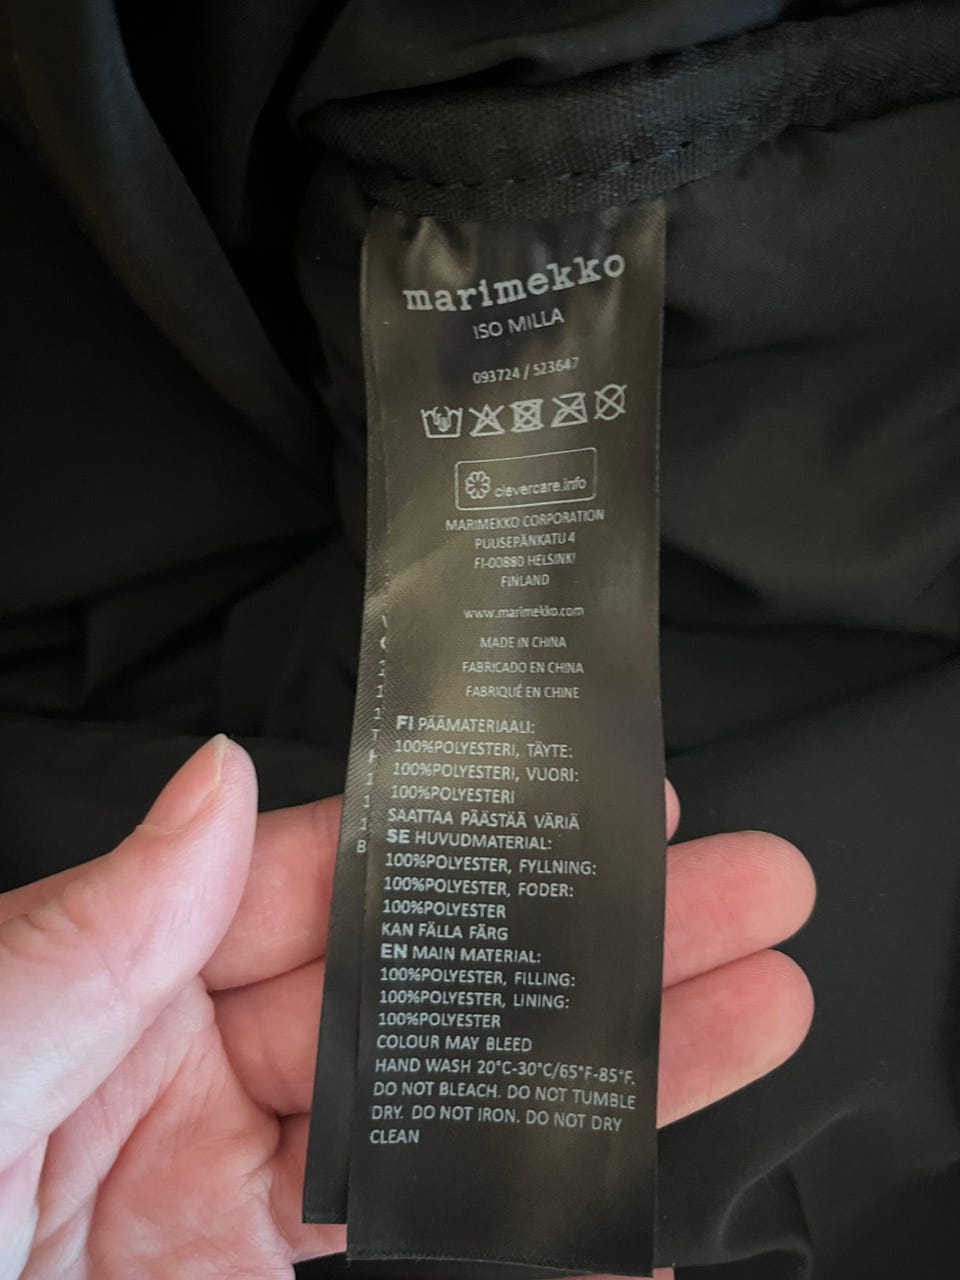 marimekko
ISO MILLA
093724 / 523647
clevercare.info
MARIMEKKO CORPORATION
PUUSEPÄNKATU 4
FI-00880 HELSINKI
FINLAND
www.marimekko.com
MADE IN CHINA
FABRICADO EN CHINA
FABRIQUÉ EN CHINE
FI PÄÄMATERIAALI:
100%POLYESTERI, TÄYTE:
100%POLYESTERI, VUORI:
100%POLYESTERI
SAATTAA PÄÄSTÄÄ VÄRIÄ
SE HUVUDMATERIAL:
100%POLYESTER, FYLLNING:
100%POLYESTER, FODER:
100%POLYESTER
KAN FÄLLA FÄRG
EN MAIN MATERIAL:
100%POLYESTER, FILLING:
100%POLYESTER, LINING:
100%POLYESTER
COLOUR MAY BLEED
HAND WASH 20°C-30°C/65°F-85°F.
DO NOT BLEACH. DO NOT TUMBLE
DRY. DO NOT IRON. DO NOT DRY
CLEAN